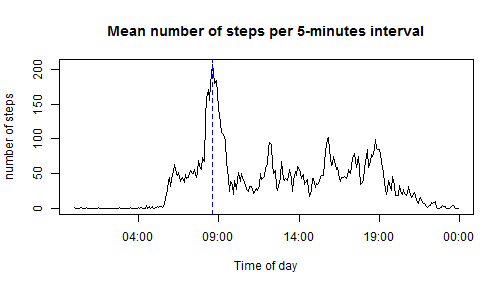 Mean number of steps per 5-minutes interval
number of steps
200
150
100
50
0
04:00 09:00 14:00 19:00 00:00
Time of day